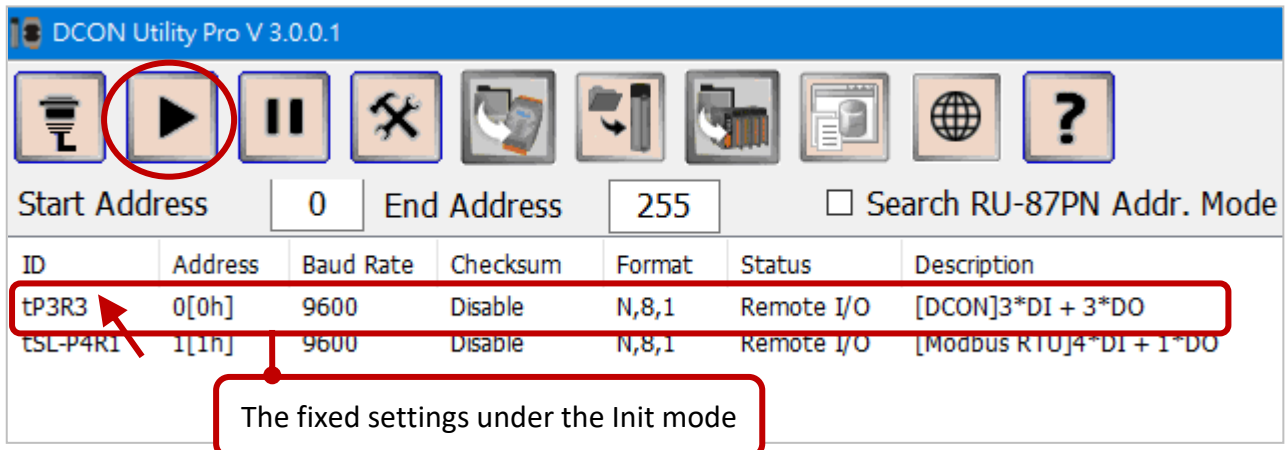 DCON Utility Pro V 3.0.0.1
?
Start Address 0 End Address 255 Search RU-87PN Addr. Mode
ID Address Baud Rate Checksum Format Status Description
tP3R3 0[0h] 9600 Disable N,8,1 Remote I/O [DCON]3*DI + 3*DO
tSL-P4R1 1[1h] 9600 Disable N,8,1 Remote I/O [Modbus RTU]4*DI + 1*DO
The fixed settings under the Init mode